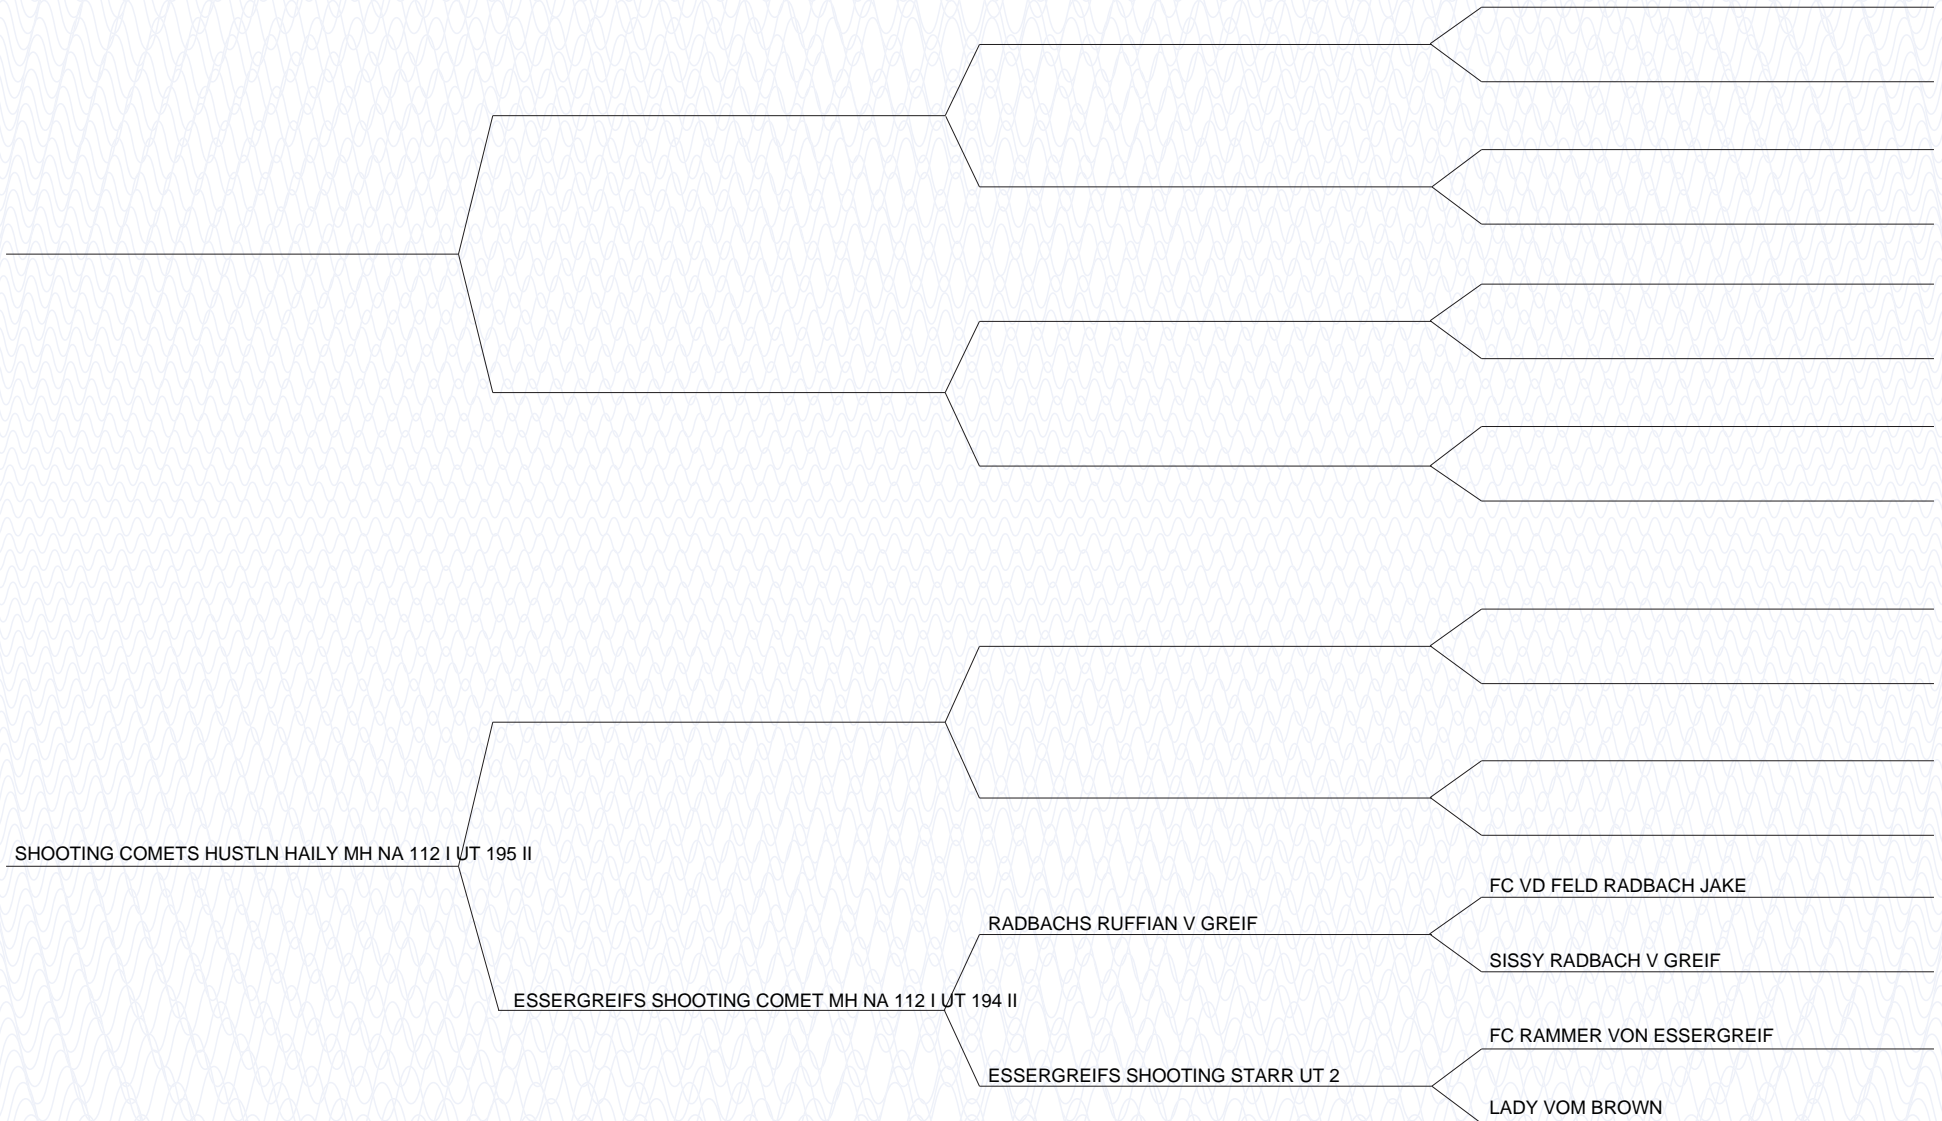 SHOOTING COMETS HUSTLN HAILY MH NA 112 I UT 195 II
FC VD FELD RADBACH JAKE
RADBACHS RUFFIAN V GREIF
SISSY RADBACH V GREIF
ESSERGREIFS SHOOTING COMET MH NA 112 I UT 194 II
FC RAMMER VON ESSERGREIF
ESSERGREIFS SHOOTING STARR UT 2
LADY VOM BROWN